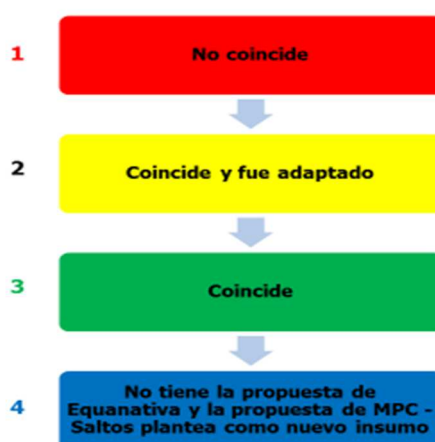 1
No coincide
2
Coincide y fue adaptado
3
Coincide
4
No tiene la propuesta de
Equanativa y la propuesta de MPC -
Saltos plantea como nuevo insumo